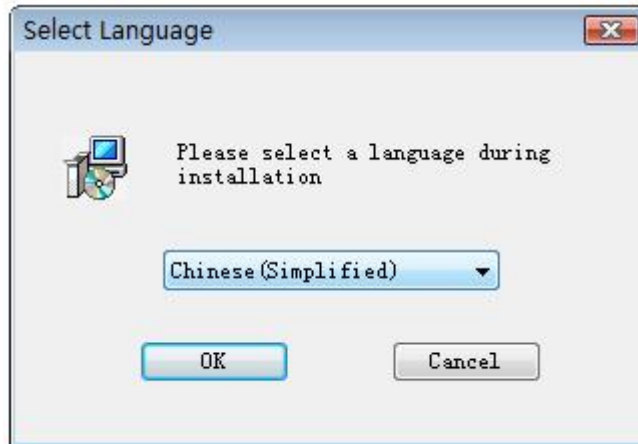 Select Language
Please select a language during
installation
Chinese(Simplified)
OK
Cancel